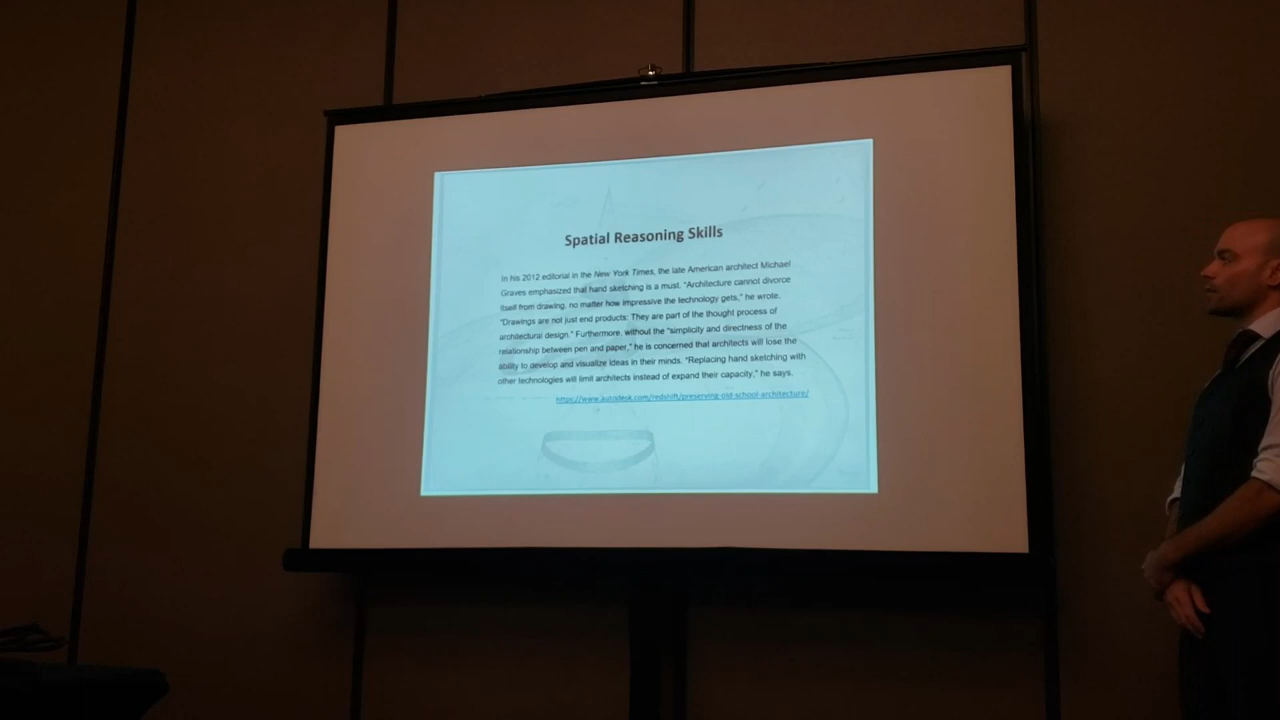 Spatial Reasoning Skills
In his 2012 editorial in the New York Times, the late American architect Michael
Graves emphasized that hand sketching is a must. “Architecture cannot divorce
itself from drawing, no matter how impressive the technology gets,” he wrote.
“Drawings are not just end products: They are part of the thought process of
architectural design.” Furthermore, without the “simplicity and directness of the
relationship between pen and paper,” he is concerned that architects will lose the
ability to develop and visualize ideas in their minds. “Replacing hand sketching with
other technologies will limit architects instead of expand their capacity,” he says.
https://www.autodesk.com/redshift/preserving-old-school-architecture/